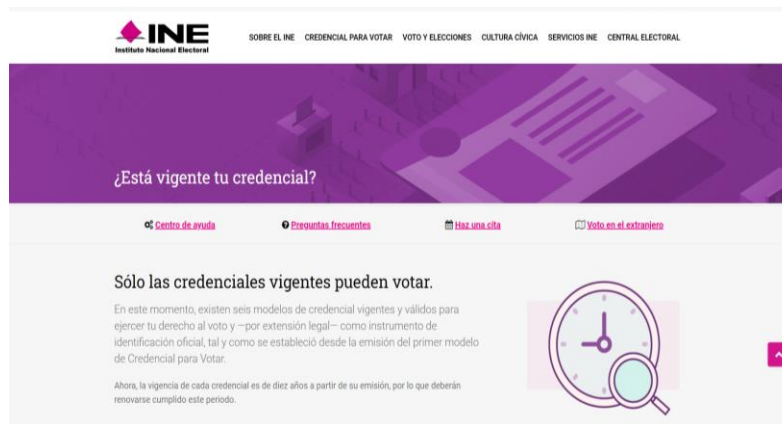 INE
Instituto Nacional Electoral
SOBRE EL INE CREDENCIAL PARA VOTAR VOTO Y ELECCIONES CULTURA CÍVICA SERVICIOS INE CENTRAL ELECTORAL
¿Está vigente tu credencial?
Centro de ayuda Preguntas frecuentes Haz una cita Voto en el extranjero
Sólo las credenciales vigentes pueden votar.
En este momento, existen seis modelos de credencial vigentes y válidos para
ejercer tu derecho al voto y —por extensión legal— como instrumento de
identificación oficial, tal y como se estableció desde la emisión del primer modelo
de Credencial para Votar.
Ahora, la vigencia de cada credencial es de diez años a partir de su emisión, por lo que deberán
renovarse cumplido este periodo.